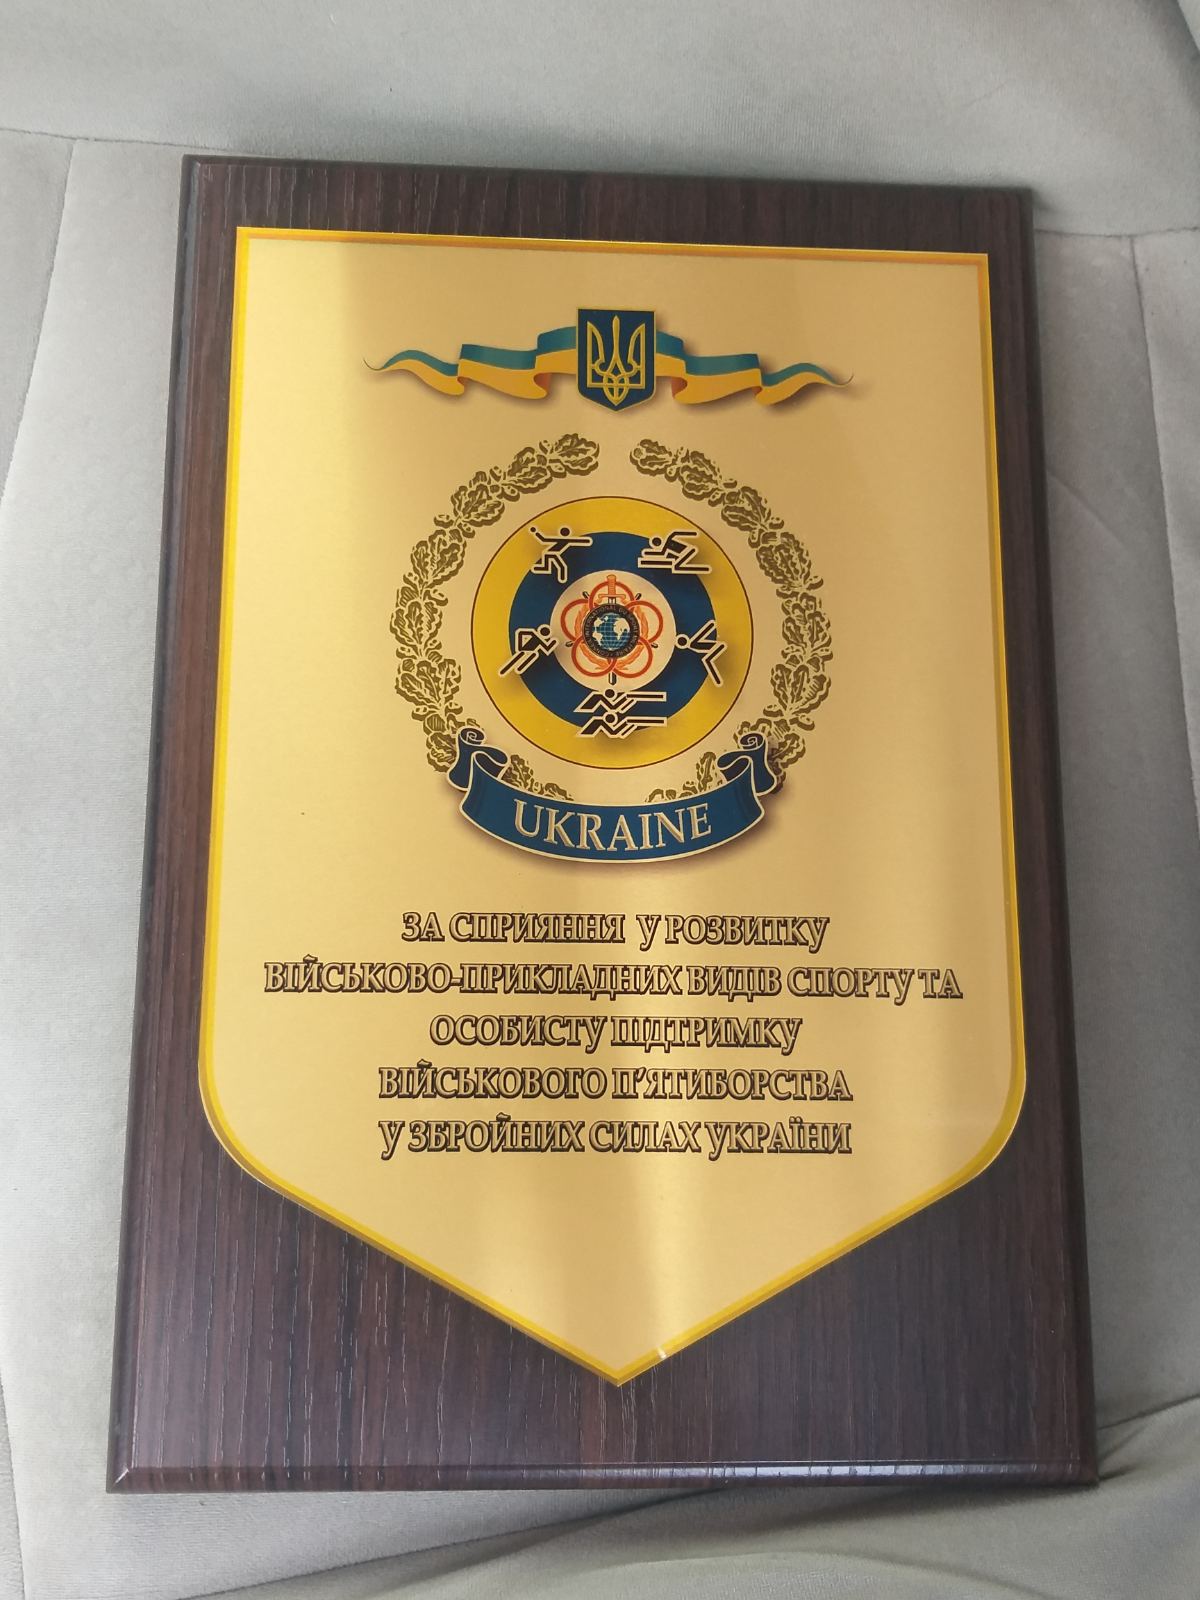 UKRAINE
ЗА СПРИЯННЯ У РОЗВИТКУ
ВІЙСЬКОВО-ПРИКЛАДНИХ ВИДІВ СПОРТУ ТА
ОСОБИСТУ ПІДТРИМКУ
ВІЙСЬКОВОГО П'ЯТИБОРСТВА
У ЗБРОЙНИХ СИЛАХ УКРАЇНИ